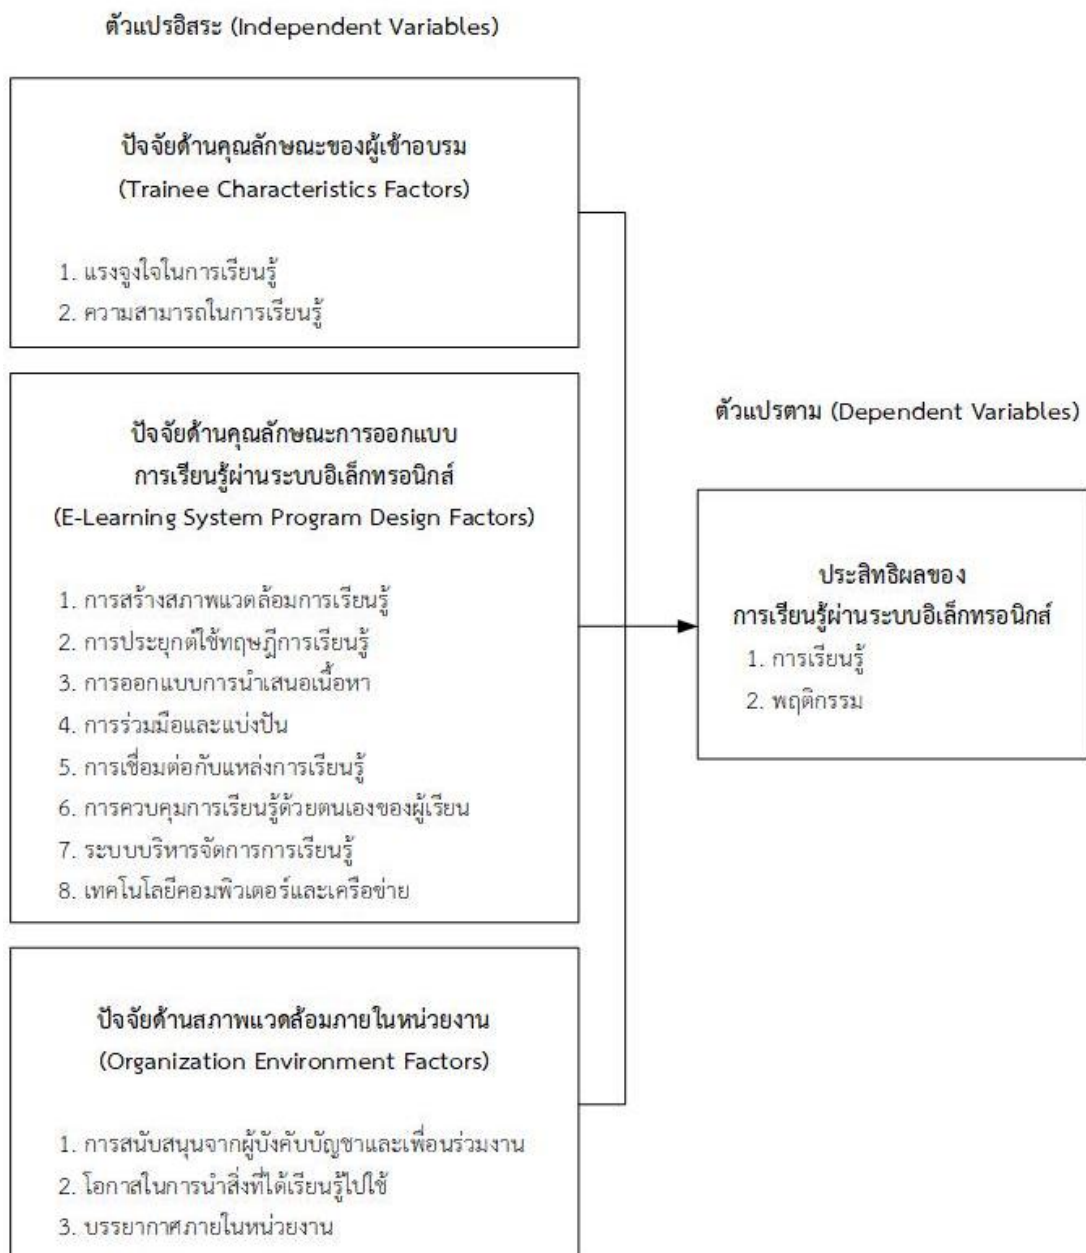 ตัวแปรอิสระ (Independent Variables)
ปัจจัยด้านคุณลักษณะของผู้เข้าอบรม
(Trainee Characteristics Factors)
1. แรงจูงใจในการเรียนรู้
2. ความสามารถในการเรียนรู้
ปัจจัยด้านคุณลักษณะการออกแบบ
การเรียนรู้ผ่านระบบอิเล็กทรอนิกส์
(E-Learning System Program Design Factors)
1. การสร้างสภาพแวดล้อมการเรียนรู้
2. การประยุกต์ใช้ทฤษฎีการเรียนรู้
3. การออกแบบการนำเสนอเนื้อหา
4. การร่วมมือและแบ่งปัน
5. การเชื่อมต่อกับแหล่งการเรียนรู้
6. การควบคุมการเรียนรู้ด้วยตนเองของผู้เรียน
7. ระบบบริหารจัดการการเรียนรู้
8. เทคโนโลยีคอมพิวเตอร์และเครือข่าย
ปัจจัยด้านสภาพแวดล้อมภายในหน่วยงาน
(Organization Environment Factors)
1. การสนับสนุนจากผู้บังคับบัญชาและเพื่อนร่วมงาน
2. โอกาสในการนำสิ่งที่ได้เรียนรู้ไปใช้
3. บรรยากาศภายในหน่วยงาน
ตัวแปรตาม (Dependent Variables)
ประสิทธิผลของ
การเรียนรู้ผ่านระบบอิเล็กทรอนิกส์
1. การเรียนรู้
2. พฤติกรรม